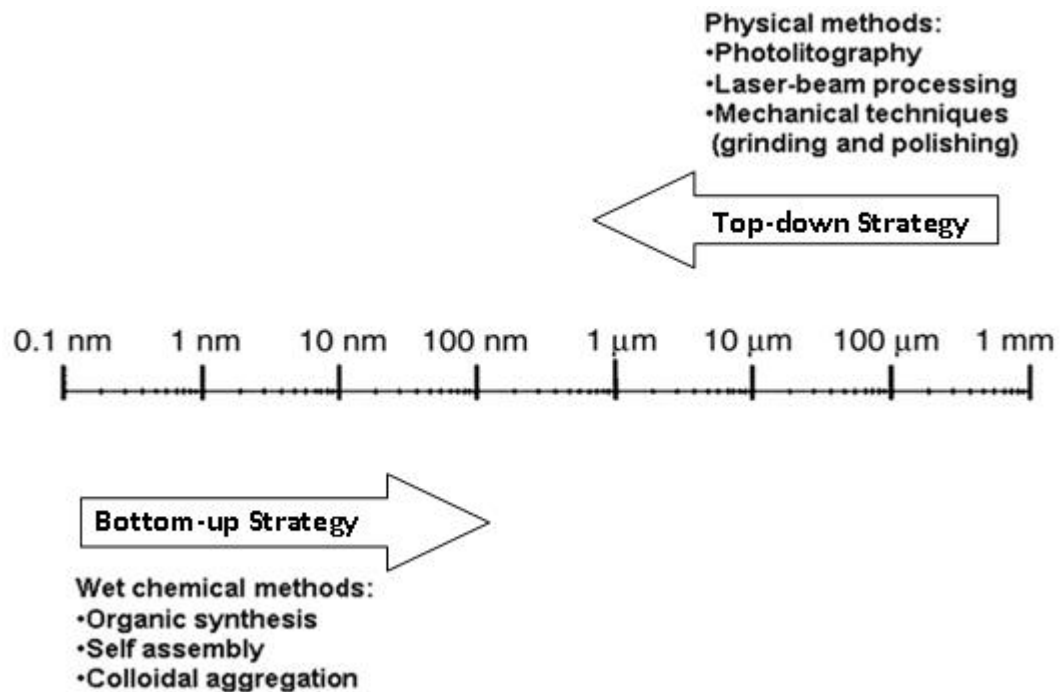 Physical methods:
•Photolitography
•Laser-beam processing
•Mechanical techniques
(grinding and polishing)
Top-down Strategy
0.1 nm 1 nm 10 nm 100 nm 1 μm 10 μm 100 μm 1 mm
Bottom-up Strategy
Wet chemical methods:
•Organic synthesis
•Self assembly
•Colloidal aggregation